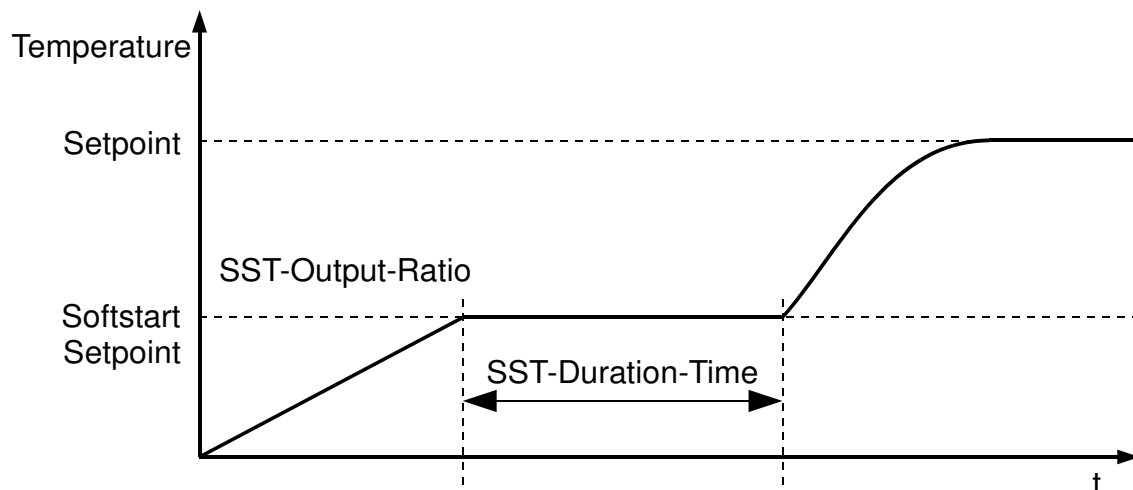 Temperature
Setpoint
SST-Output-Ratio
Softstart
Setpoint
SST-Duration-Time
t